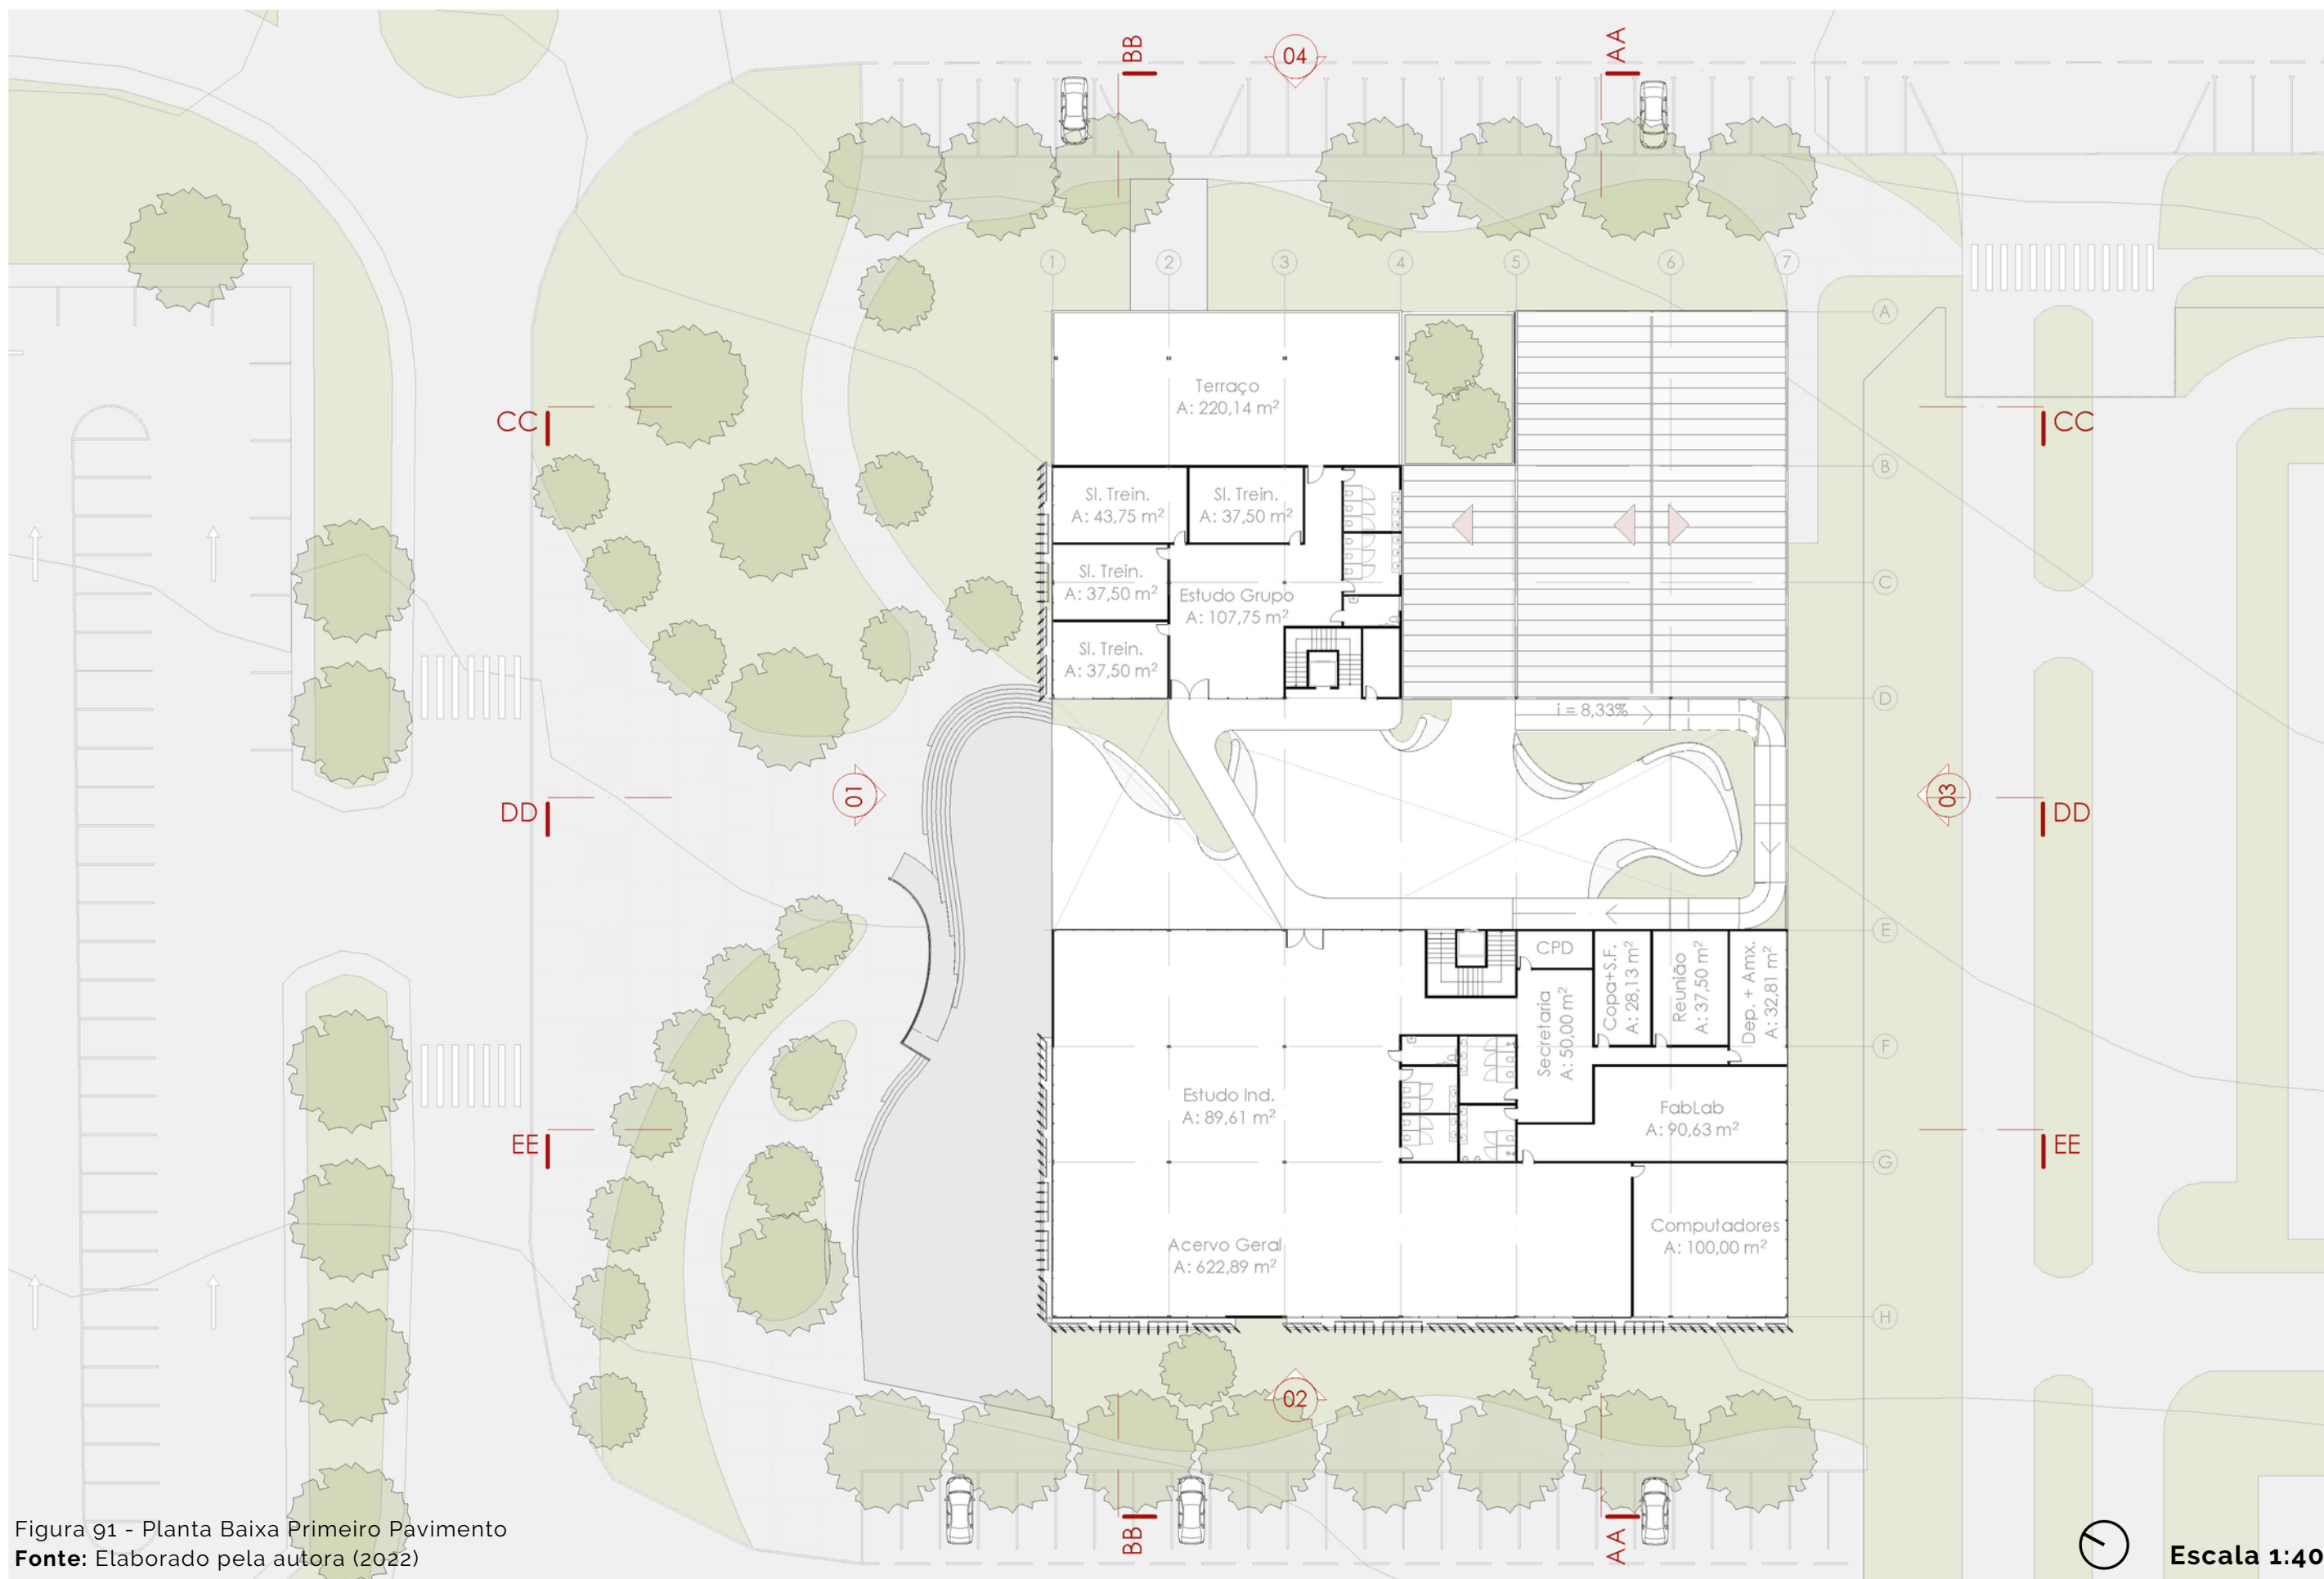 BB
04
AA
1
2
3
4
5
6
7
A
Terraço
A: 220,14 m²
CC
CC
B
Sl. Trein.
A: 43,75 m²
Sl. Trein.
A: 37,50 m²
Sl. Trein.
A: 37,50 m²
C
Estudo Grupo
A: 107,75 m²
Sl. Trein.
A: 37,50 m²
D
i = 8,33%
01
03
DD
DD
E
CPD
Secretaria
A: 50,00 m²
Copa+S.F.
A: 28,13 m²
Reunião
A: 37,50 m²
Dep. + Amx.
A: 32,81 m²
F
Estudo Ind.
A: 89,61 m²
FabLab
A: 90,63 m²
EE
EE
G
Computadores
A: 100,00 m²
Acervo Geral
A: 622,89 m²
H
02
BB
AA
Figura 91 - Planta Baixa Primeiro Pavimento
Fonte: Elaborado pela autora (2022)
Escala 1:40